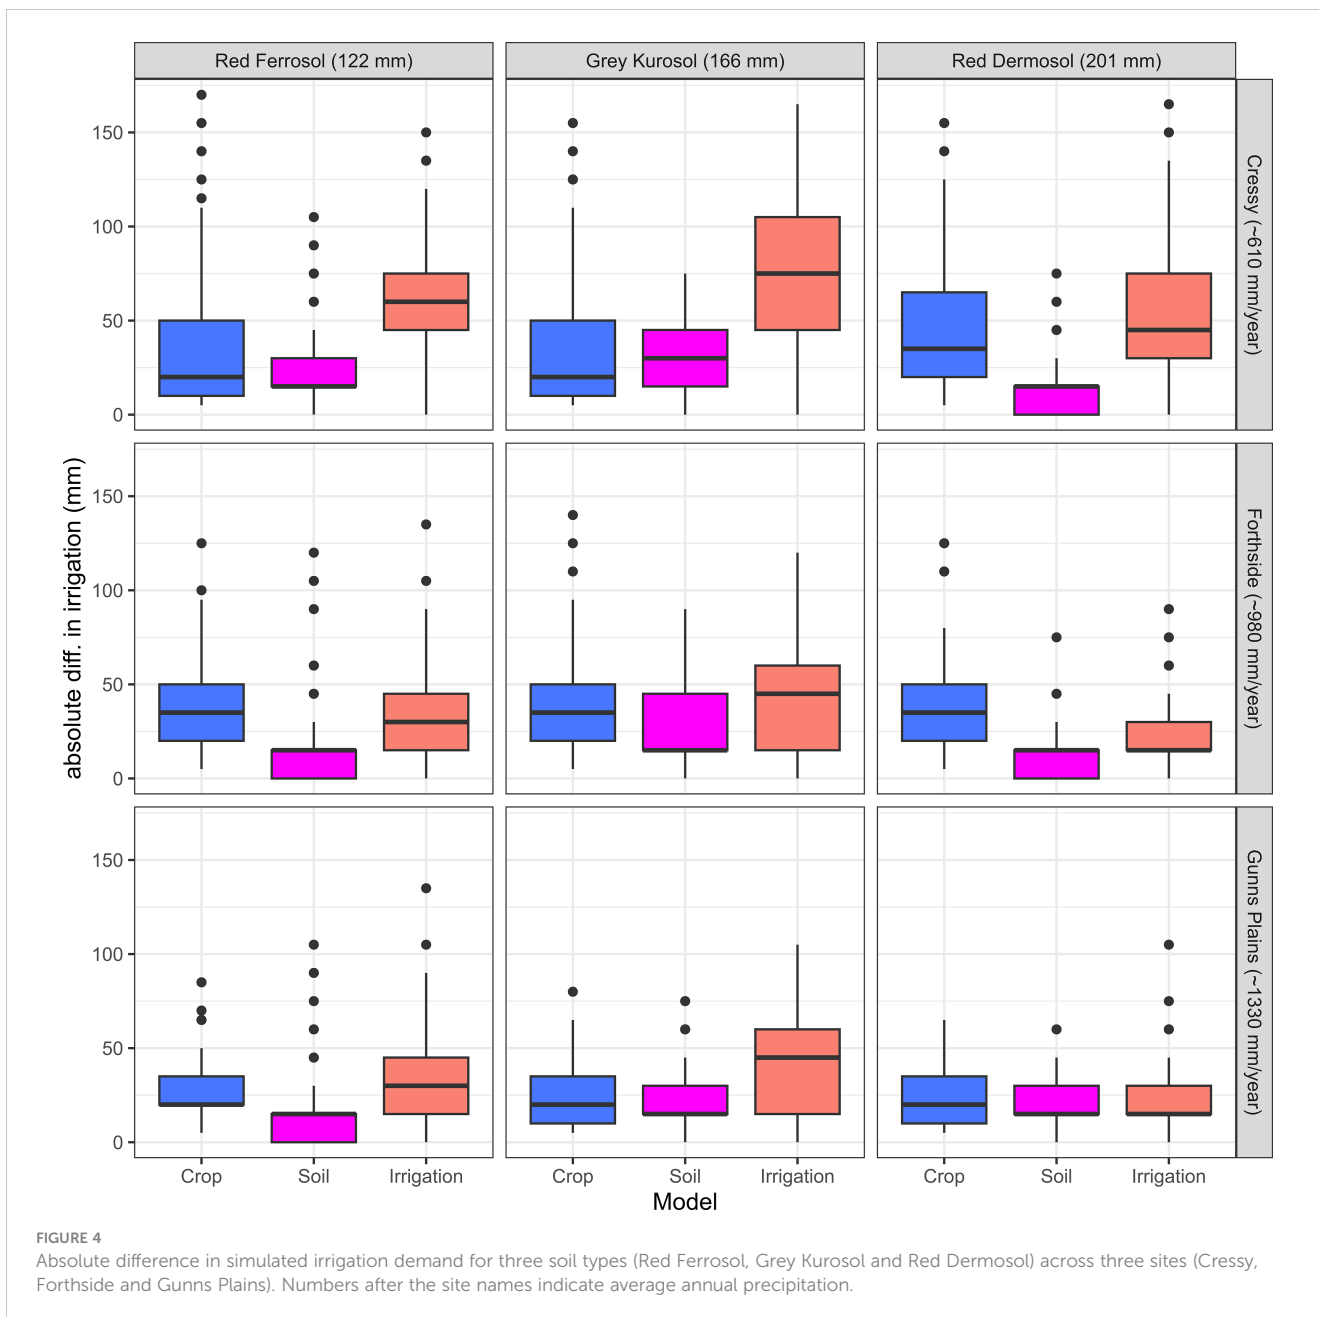 Red Ferrosol (122 mm)
Grey Kurosol (166 mm)
Red Dermosol (201 mm)
150
100
50
0
Cressy (~610 mm/year)
absolute diff. in irrigation (mm)
150
100
50
0
Forthside (~980 mm/year)
150
100
50
0
Gunns Plains (~1330 mm/year)
Crop
Soil
Irrigation
Crop
Soil
Irrigation
Crop
Soil
Irrigation
Model
FIGURE 4
Absolute difference in simulated irrigation demand for three soil types (Red Ferrosol, Grey Kurosol and Red Dermosol) across three sites (Cressy,
Forthside and Gunns Plains). Numbers after the site names indicate average annual precipitation.